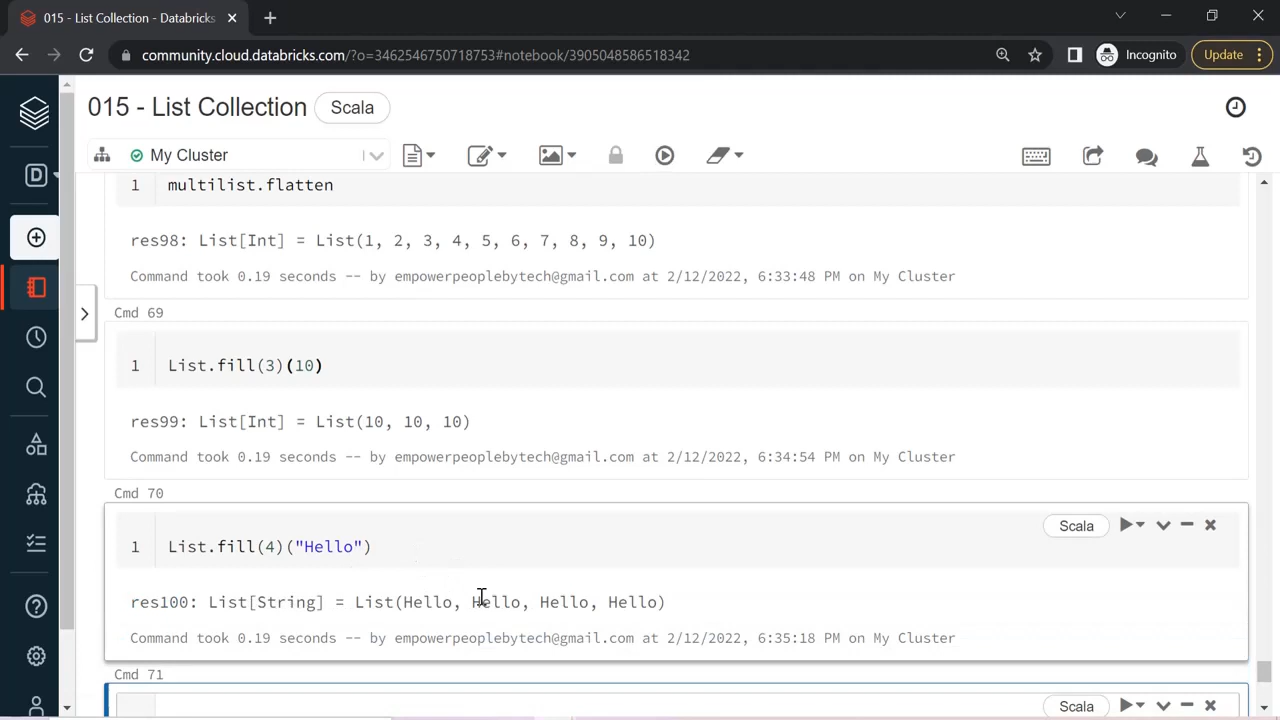 015 - List Collection - Databricks
community.cloud.databricks.com/?o=3462546750718753#notebook/3905048586518342
Incognito
Update
015 - List Collection
Scala
D
My Cluster
1 multilist.flatten
res98: List[Int] = List(1, 2, 3, 4, 5, 6, 7, 8, 9, 10)
Command took 0.19 seconds -- by empowerpeoplebytech@gmail.com at 2/12/2022, 6:33:48 PM on My Cluster
Cmd 69
1 List.fill(3)(10)
res99: List[Int] = List(10, 10, 10)
Command took 0.19 seconds -- by empowerpeoplebytech@gmail.com at 2/12/2022, 6:34:54 PM on My Cluster
Cmd 70
Scala
1 List.fill(4)("Hello")
res100: List[String] = List(Hello, Hello, Hello, Hello)
Command took 0.19 seconds -- by empowerpeoplebytech@gmail.com at 2/12/2022, 6:35:18 PM on My Cluster
Cmd 71
Scala